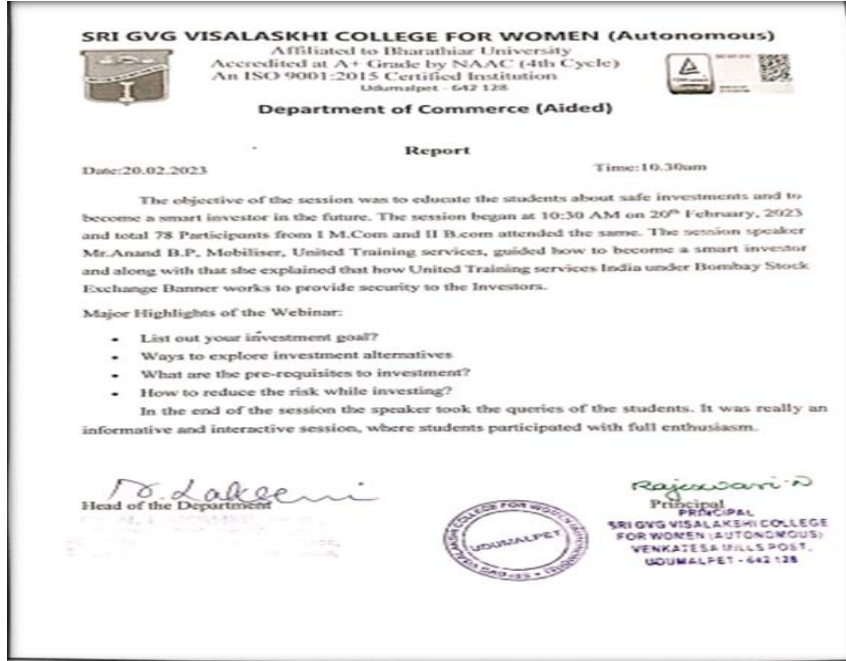 SRI GVG VISALASKHI COLLEGE FOR WOMEN (Autonomous)
Affiliated to Bharathiar University
Accredited at A+ Grade by NAAC (4th Cycle)
An ISO 9001:2015 Certified Institution
Udumalpet - 642 128
Department of Commerce (Aided)
Report
Date:20.02.2023 Time:10.30am
The objective of the session was to educate the students about safe investments and to
become a smart investor in the future. The session began at 10:30 AM on 20th February, 2023
and total 78 Participants from I M.Com and II B.com attended the same. The session speaker
Mr.Anand B.P, Mobiliser, United Training services, guided how to become a smart investor
and along with that she explained that how United Training services India under Bombay Stock
Exchange Banner works to provide security to the Investors.
Major Highlights of the Webinar:
• List out your investment goal?
• Ways to explore investment alternatives
• What are the pre-requisites to investment?
• How to reduce the risk while investing?
In the end of the session the speaker took the queries of the students. It was really an
informative and interactive session, where students participated with full enthusiasm.
Rajeswari
Head of the Department Principal
PRINCIPAL
SRI GVG VISALAKSHI COLLEGE
FOR WOMEN (AUTONOMOUS)
VENKATESA MILLS POST,
UDUMALPET - 642 128
UDUMALPET